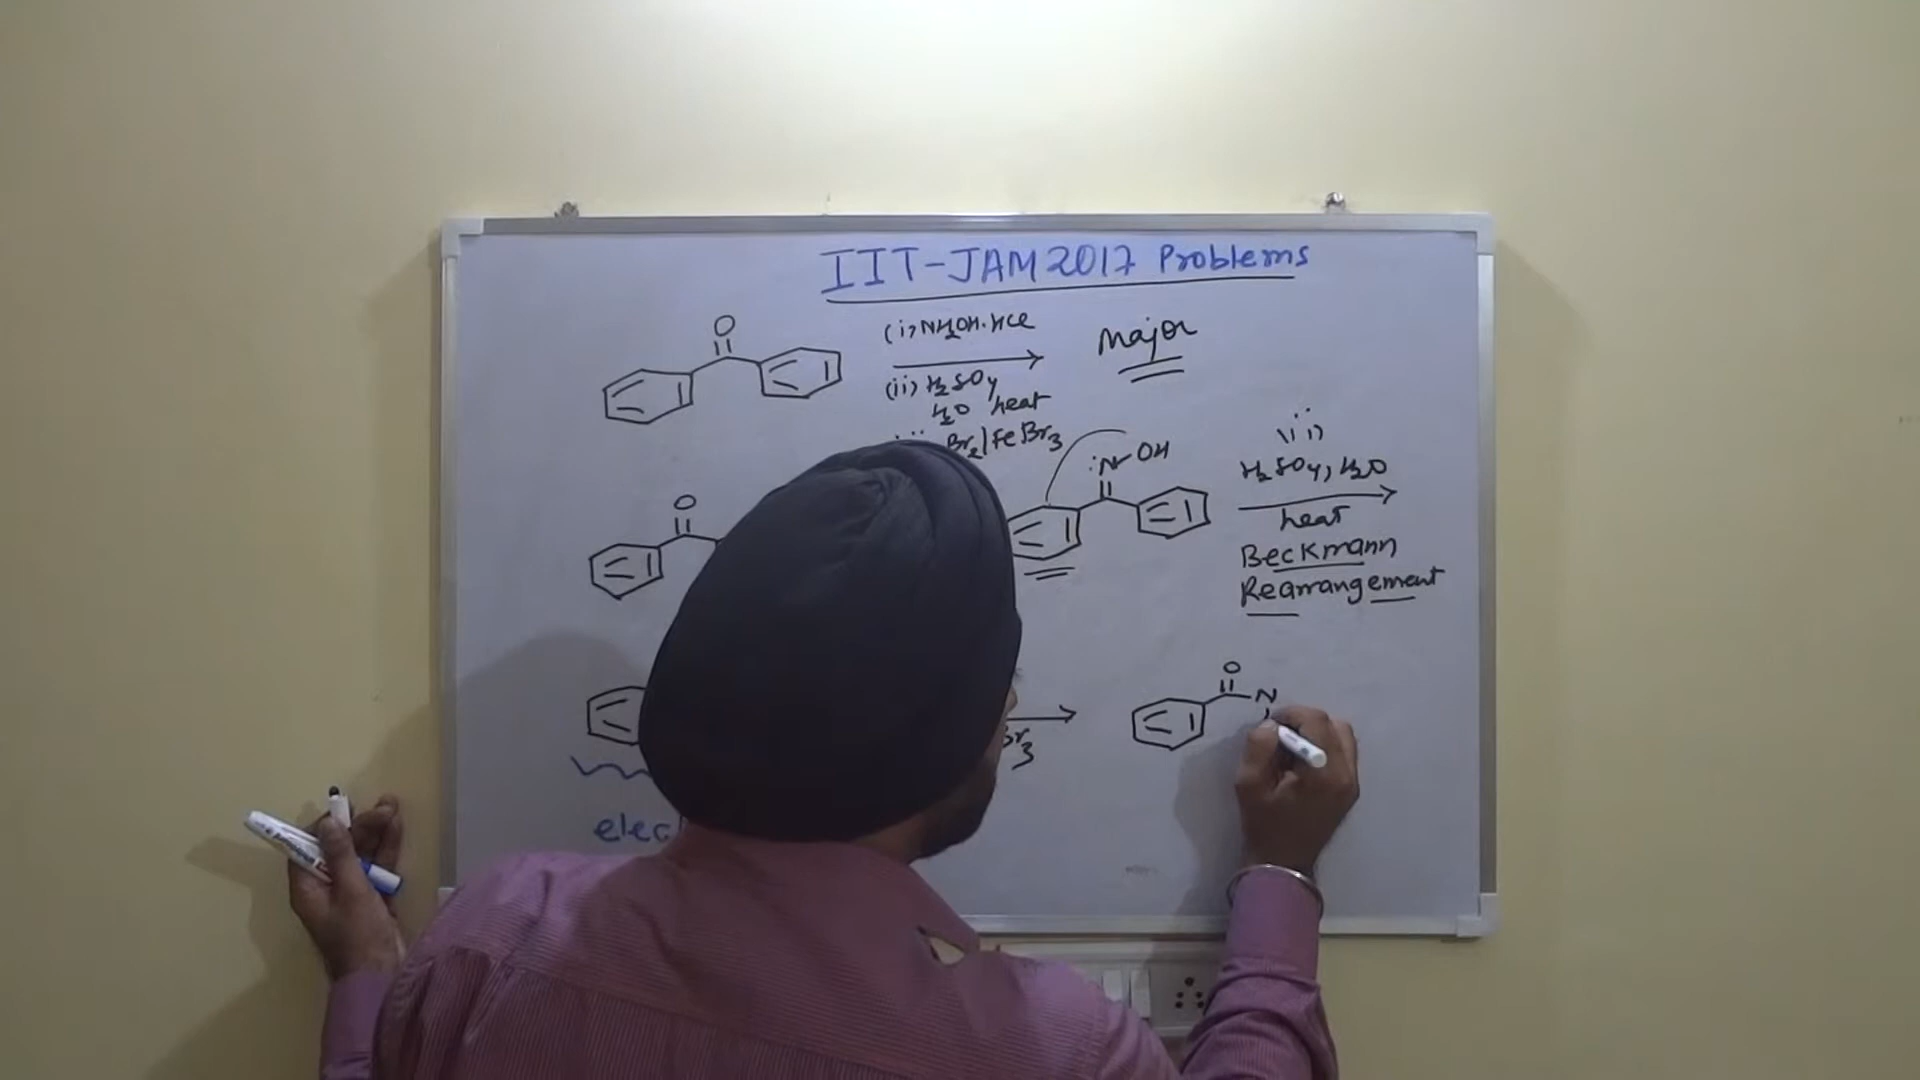 IIT-JAM 2017 Problems
O
(i) NH2OH.HCl
Major
(ii) H2SO4
H2O heat
Br2/FeBr3
:N-OH
(ii)
H2SO4, H2O
heat
Beckmann
Rearrangement
O
O
N
Br3
elec